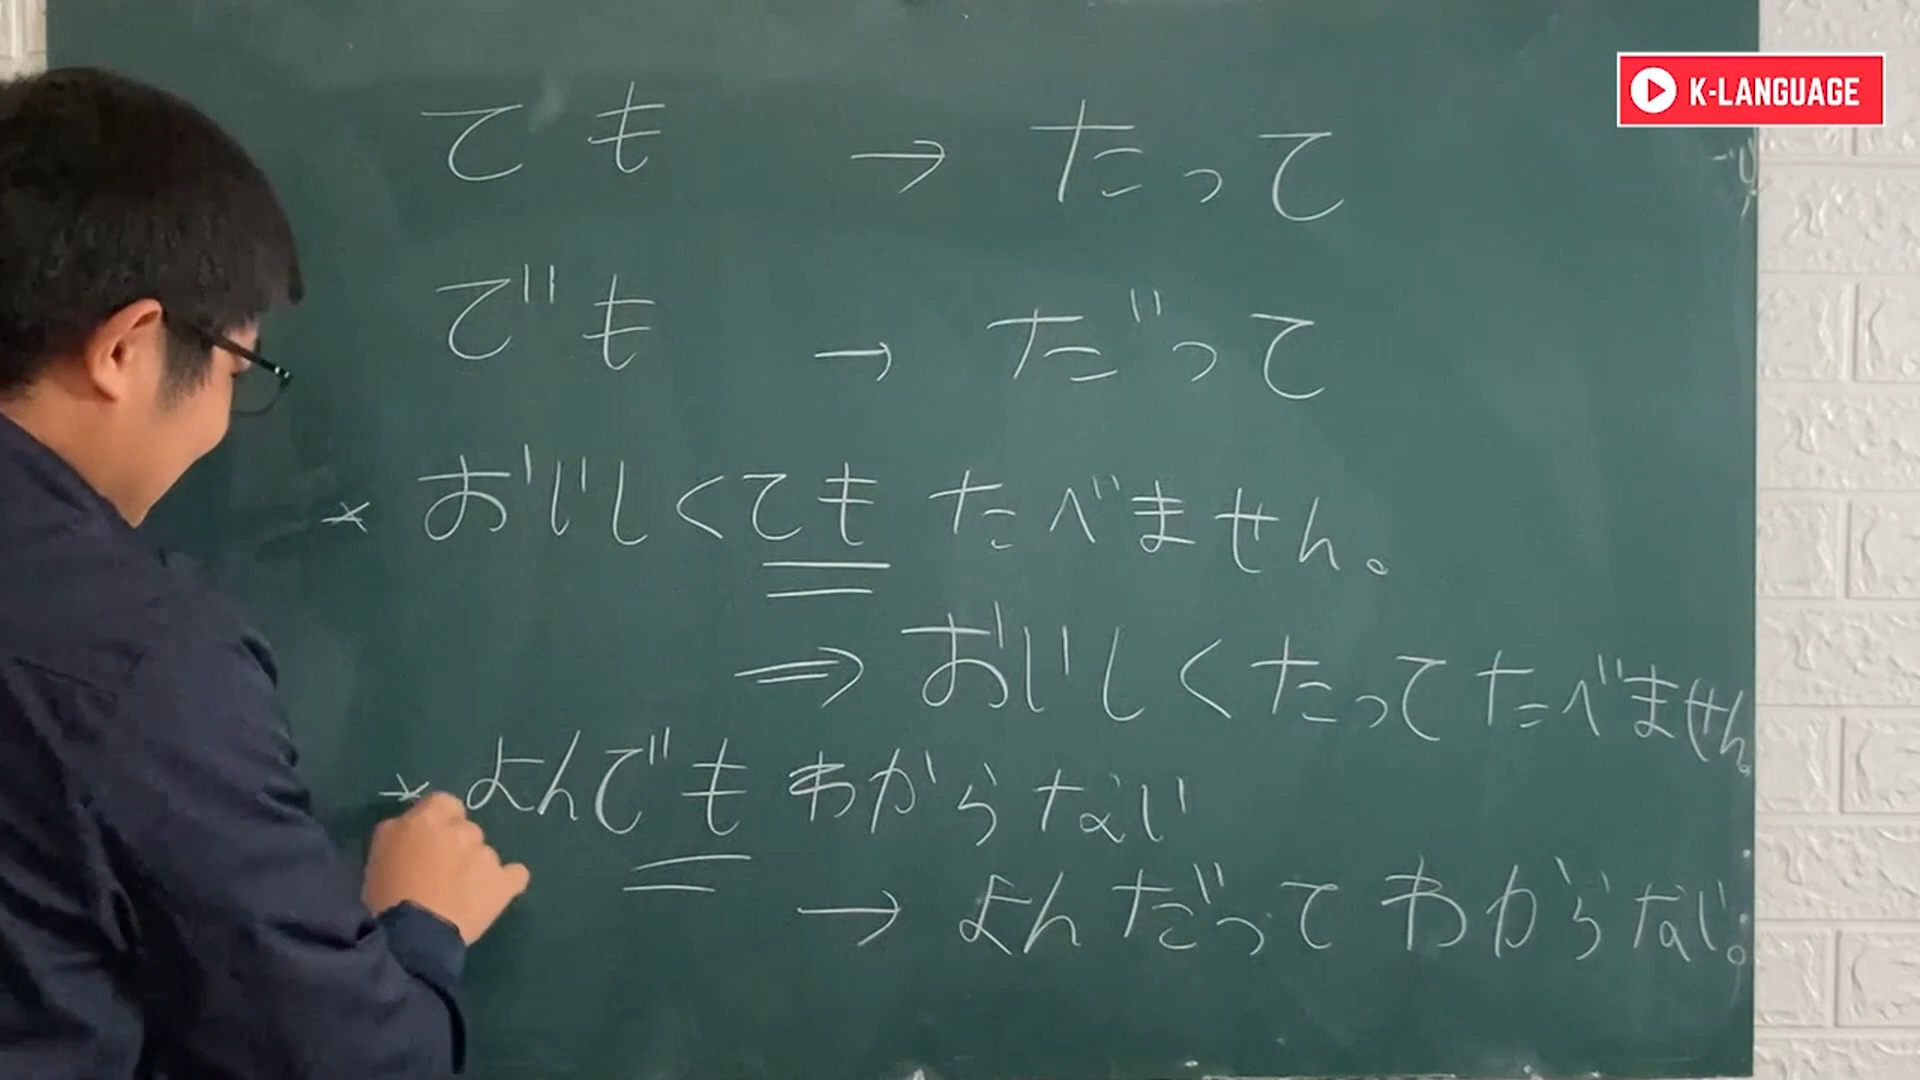 K-LANGUAGE
ても → たって
でも → だって
* おいしくても たべません。
⇒ おいしくたって たべません。
* よんでも わからない
→ よんだって わからない。